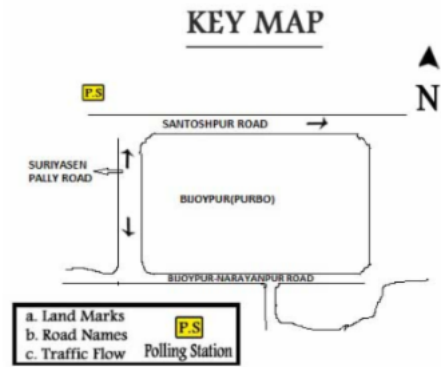 KEY MAP
P.S
N
SANTOSHPUR ROAD
SURIYASEN
PALLY ROAD
BIJOYPUR(PURBO)
BIJOYPUR-NARAYANPUR ROAD
a. Land Marks
b. Road Names
c. Traffic Flow
P.S
Polling Station